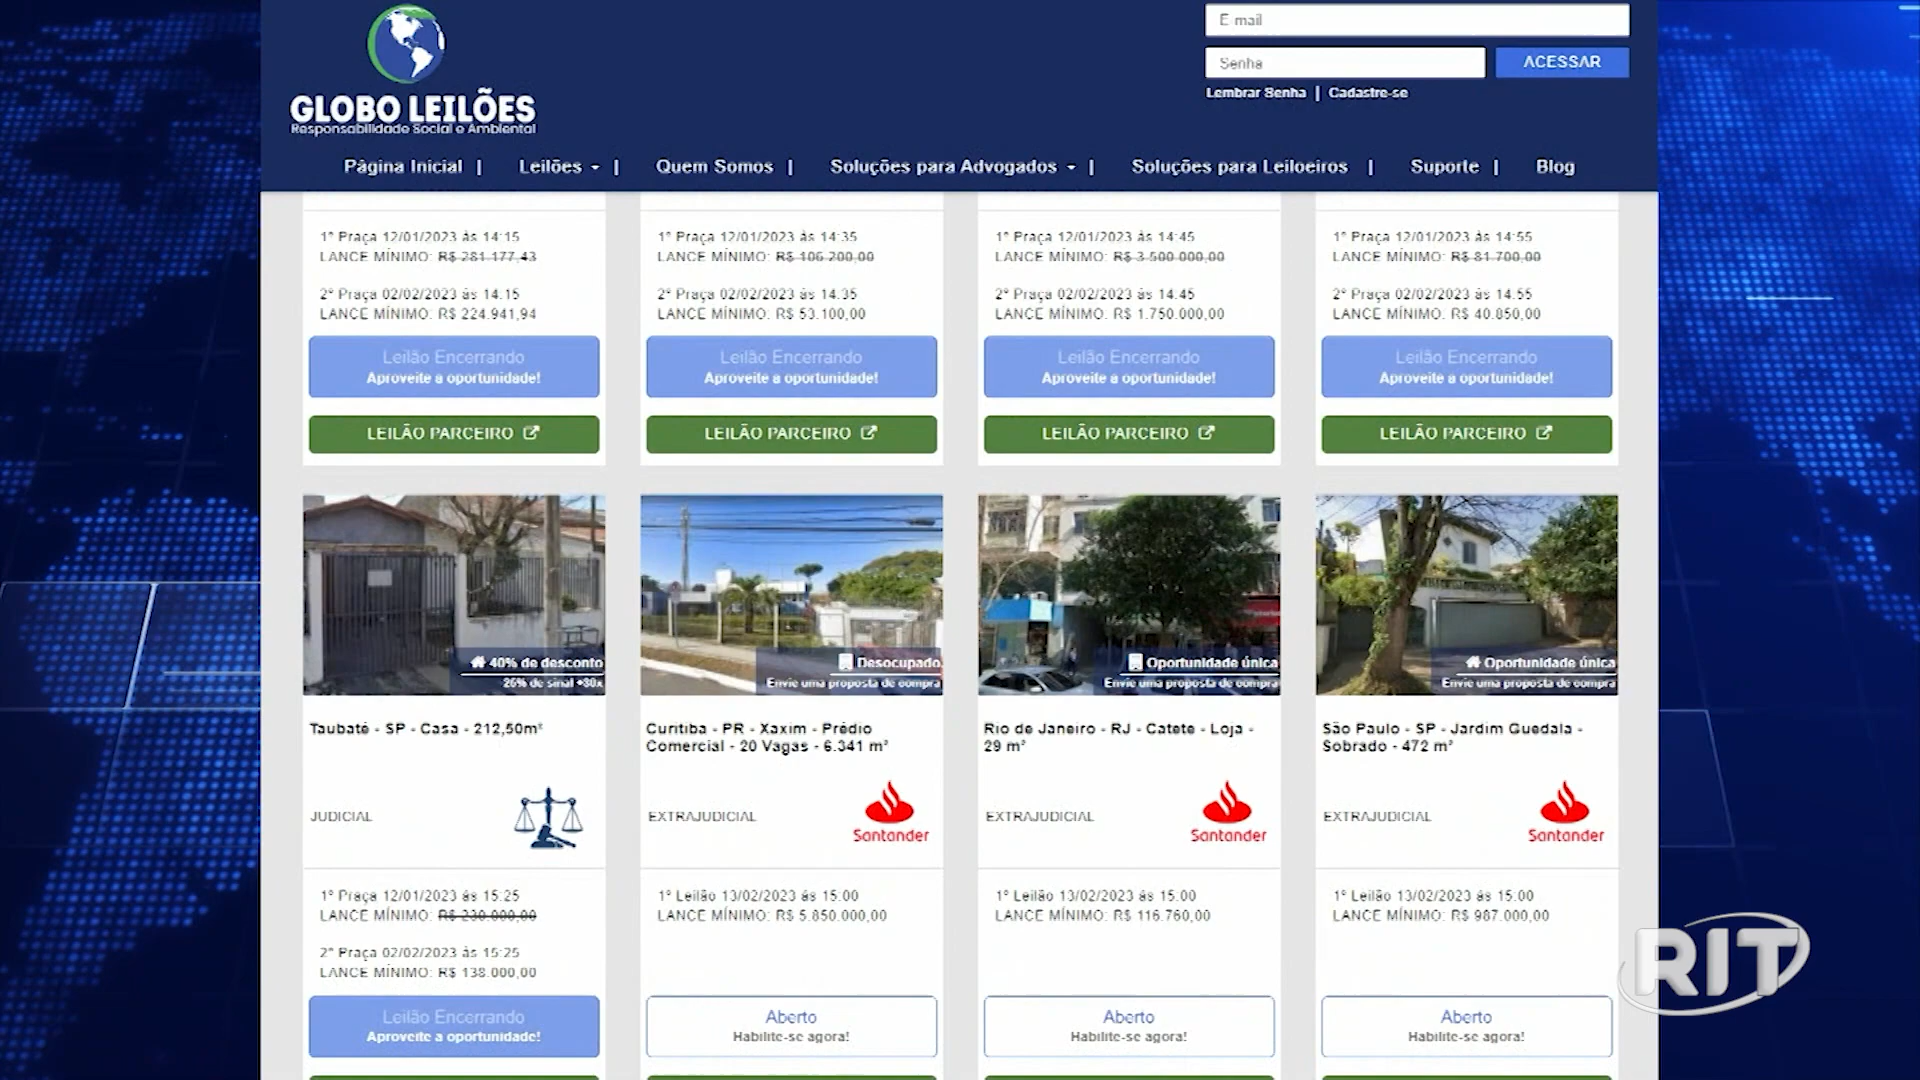 GLOBO LEILÕES
Responsabilidade Social e Ambiental
E-mail
Senha
ACESSAR
Lembrar Senha | Cadastre-se
Página Inicial | Leilões | Quem Somos | Soluções para Advogados | Soluções para Leiloeiros | Suporte | Blog
1ª Praça 12/01/2023 às 14:15
LANCE MÍNIMO: R$ 281.177,43
2ª Praça 02/02/2023 às 14:15
LANCE MÍNIMO: R$ 224.941,94
Leilão Encerrando
Aproveite a oportunidade!
LEILÃO PARCEIRO
1ª Praça 12/01/2023 às 14:35
LANCE MÍNIMO: R$ 106.200,00
2ª Praça 02/02/2023 às 14:35
LANCE MÍNIMO: R$ 53.100,00
Leilão Encerrando
Aproveite a oportunidade!
LEILÃO PARCEIRO
1ª Praça 12/01/2023 às 14:45
LANCE MÍNIMO: R$ 3.500.000,00
2ª Praça 02/02/2023 às 14:45
LANCE MÍNIMO: R$ 1.750.000,00
Leilão Encerrando
Aproveite a oportunidade!
LEILÃO PARCEIRO
1ª Praça 12/01/2023 às 14:55
LANCE MÍNIMO: R$ 81.700,00
2ª Praça 02/02/2023 às 14:55
LANCE MÍNIMO: R$ 40.850,00
Leilão Encerrando
Aproveite a oportunidade!
LEILÃO PARCEIRO
40% de desconto
25% de sinal +30x
Taubaté - SP - Casa - 212,50m²
JUDICIAL
1ª Praça 12/01/2023 às 15:25
LANCE MÍNIMO: R$ 230.000,00
2ª Praça 02/02/2023 às 15:25
LANCE MÍNIMO: R$ 138.000,00
Leilão Encerrando
Aproveite a oportunidade!
Desocupado
Envie uma proposta de compra
Curitiba - PR - Xaxim - Prédio
Comercial - 20 Vagas - 6.341 m²
EXTRAJUDICIAL
Santander
1º Leilão 13/02/2023 às 15:00
LANCE MÍNIMO: R$ 5.850.000,00
Aberto
Habilite-se agora!
Oportunidade única
Envie uma proposta de compra
Rio de Janeiro - RJ - Catete - Loja -
29 m²
EXTRAJUDICIAL
Santander
1º Leilão 13/02/2023 às 15:00
LANCE MÍNIMO: R$ 116.760,00
Aberto
Habilite-se agora!
Oportunidade única
Envie uma proposta de compra
São Paulo - SP - Jardim Guedala -
Sobrado - 472 m²
EXTRAJUDICIAL
Santander
1º Leilão 13/02/2023 às 15:00
LANCE MÍNIMO: R$ 987.000,00
Aberto
Habilite-se agora!
RIT